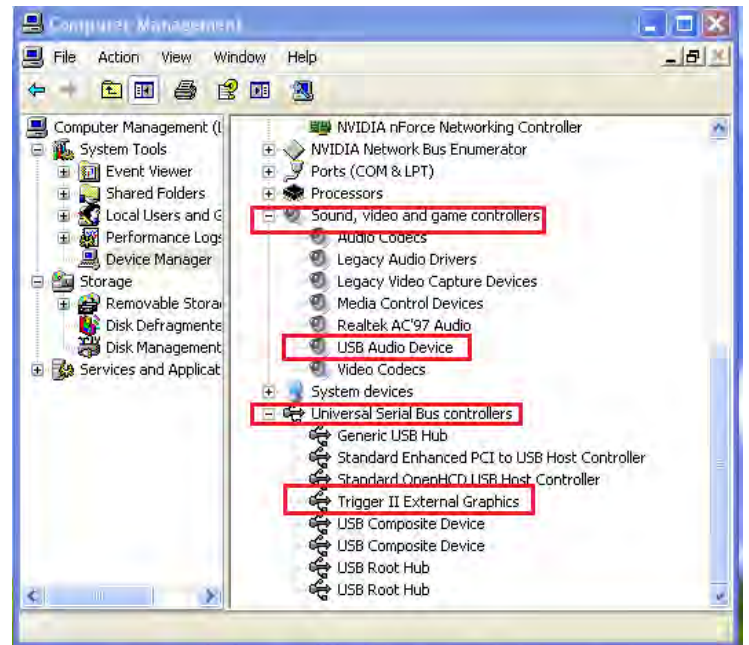 Computer Management
File Action View Window Help
Computer Management (L
System Tools
Event Viewer
Shared Folders
Local Users and G
Performance Logs
Device Manager
Storage
Removable Storag
Disk Defragmente
Disk Management
Services and Applicat
NVIDIA nForce Networking Controller
NVIDIA Network Bus Enumerator
Ports (COM & LPT)
Processors
Sound, video and game controllers
Audio Codecs
Legacy Audio Drivers
Legacy Video Capture Devices
Media Control Devices
Realtek AC'97 Audio
USB Audio Device
Video Codecs
System devices
Universal Serial Bus controllers
Generic USB Hub
Standard Enhanced PCI to USB Host Controller
Standard OpenHCD USB Host Controller
Trigger II External Graphics
USB Composite Device
USB Composite Device
USB Root Hub
USB Root Hub